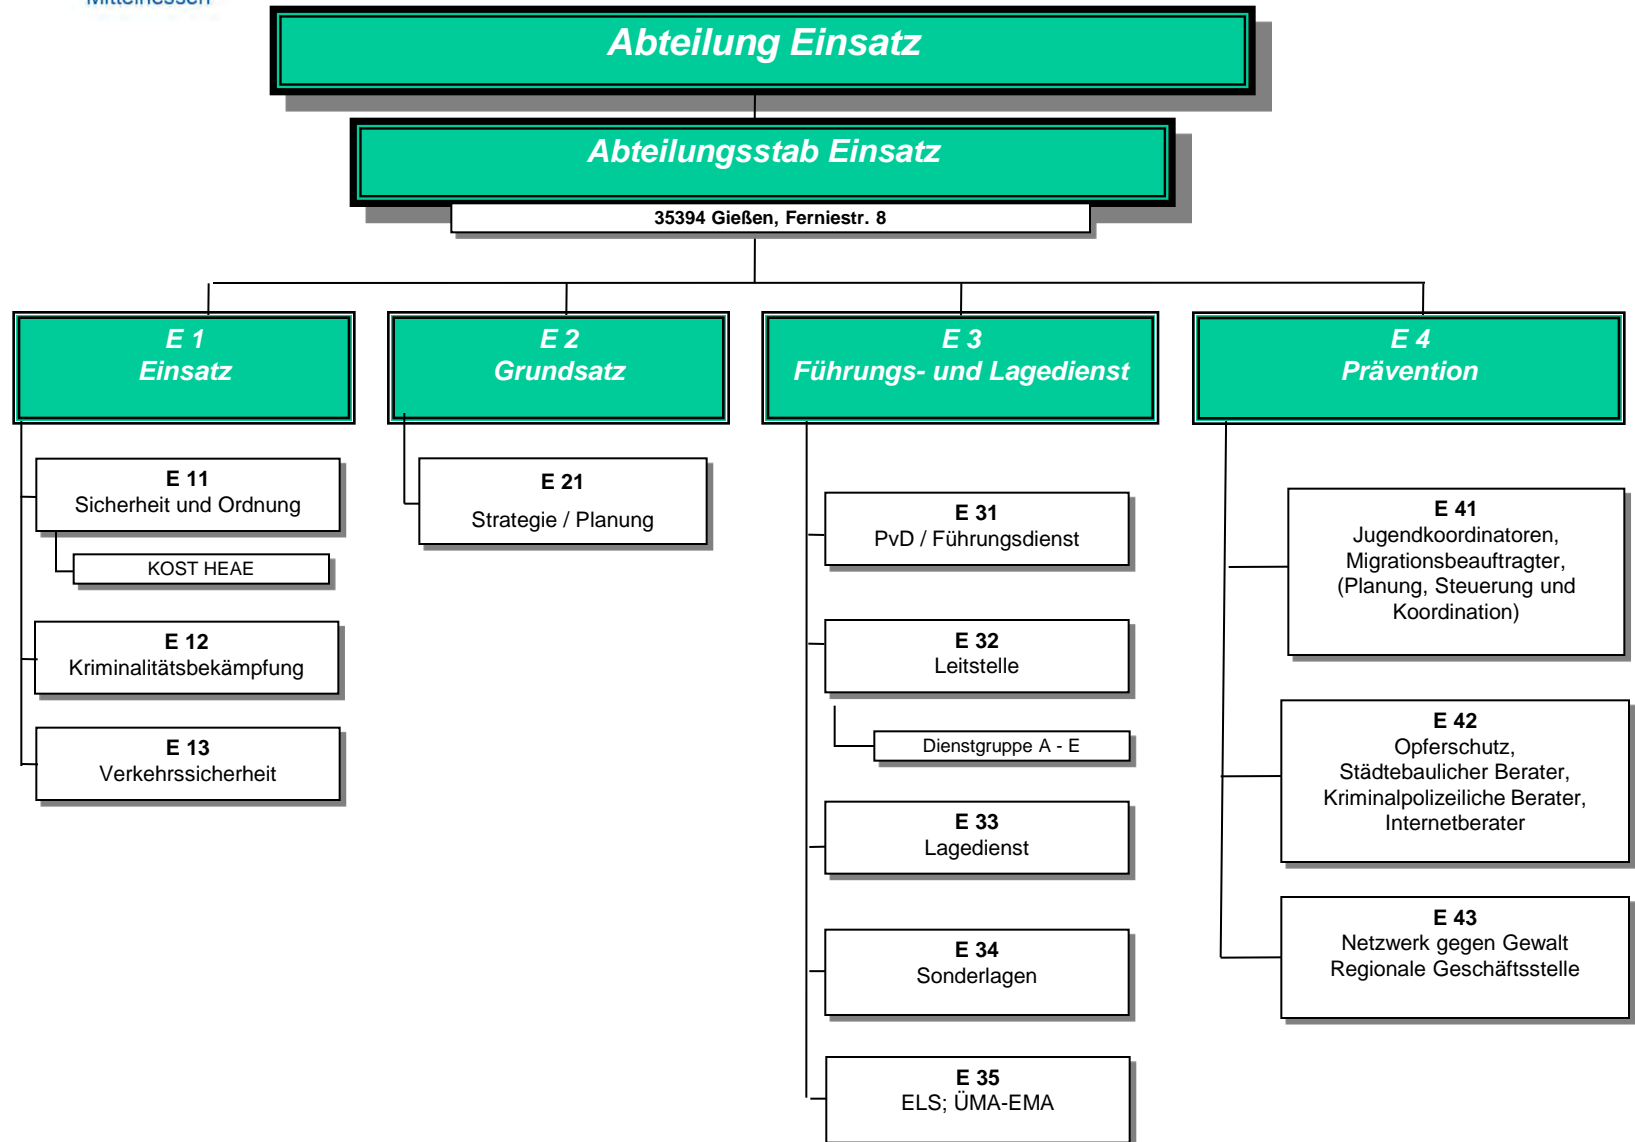 Mittelhessen
Abteilung Einsatz
Abteilungsstab Einsatz
35394 Gießen, Ferniestr. 8
E 1
Einsatz
E 11
Sicherheit und Ordnung
KOST HEAE
E 12
Kriminalitätsbekämpfung
E 13
Verkehrssicherheit
E 2
Grundsatz
E 21
Strategie / Planung
E 3
Führungs- und Lagedienst
E 31
PvD / Führungsdienst
E 32
Leitstelle
Dienstgruppe A - E
E 33
Lagedienst
E 34
Sonderlagen
E 35
ELS; ÜMA-EMA
E 4
Prävention
E 41
Jugendkoordinatoren,
Migrationsbeauftragter,
(Planung, Steuerung und
Koordination)
E 42
Opferschutz,
Städtebaulicher Berater,
Kriminalpolizeiliche Berater,
Internetberater
E 43
Netzwerk gegen Gewalt
Regionale Geschäftsstelle